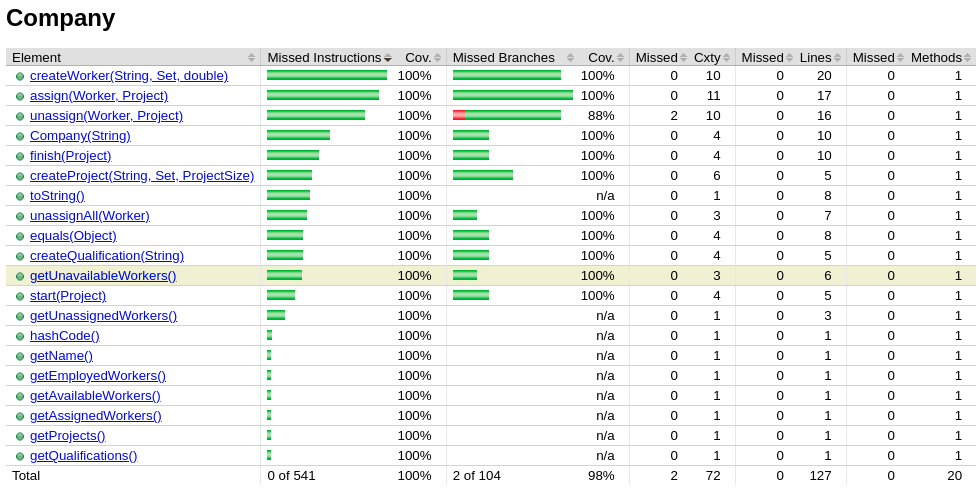 Company
Element Missed Instructions Cov. Missed Branches Cov. Missed Cxty Missed Lines Missed Methods
createWorker(String, Set, double) 100% 100% 0 10 0 20 0 1
assign(Worker, Project) 100% 100% 0 11 0 17 0 1
unassign(Worker, Project) 100% 88% 2 10 0 16 0 1
Company(String) 100% 100% 0 4 0 10 0 1
finish(Project) 100% 100% 0 4 0 10 0 1
createProject(String, Set, ProjectSize) 100% 100% 0 6 0 5 0 1
toString() 100% n/a 0 1 0 8 0 1
unassignAll(Worker) 100% 100% 0 3 0 7 0 1
equals(Object) 100% 100% 0 4 0 8 0 1
createQualification(String) 100% 100% 0 4 0 5 0 1
getUnavailableWorkers() 100% 100% 0 3 0 6 0 1
start(Project) 100% 100% 0 4 0 5 0 1
getUnassignedWorkers() 100% n/a 0 1 0 3 0 1
hashCode() 100% n/a 0 1 0 1 0 1
getName() 100% n/a 0 1 0 1 0 1
getEmployedWorkers() 100% n/a 0 1 0 1 0 1
getAvailableWorkers() 100% n/a 0 1 0 1 0 1
getAssignedWorkers() 100% n/a 0 1 0 1 0 1
getProjects() 100% n/a 0 1 0 1 0 1
getQualifications() 100% n/a 0 1 0 1 0 1
Total 0 of 541 100% 2 of 104 98% 2 72 0 127 0 20